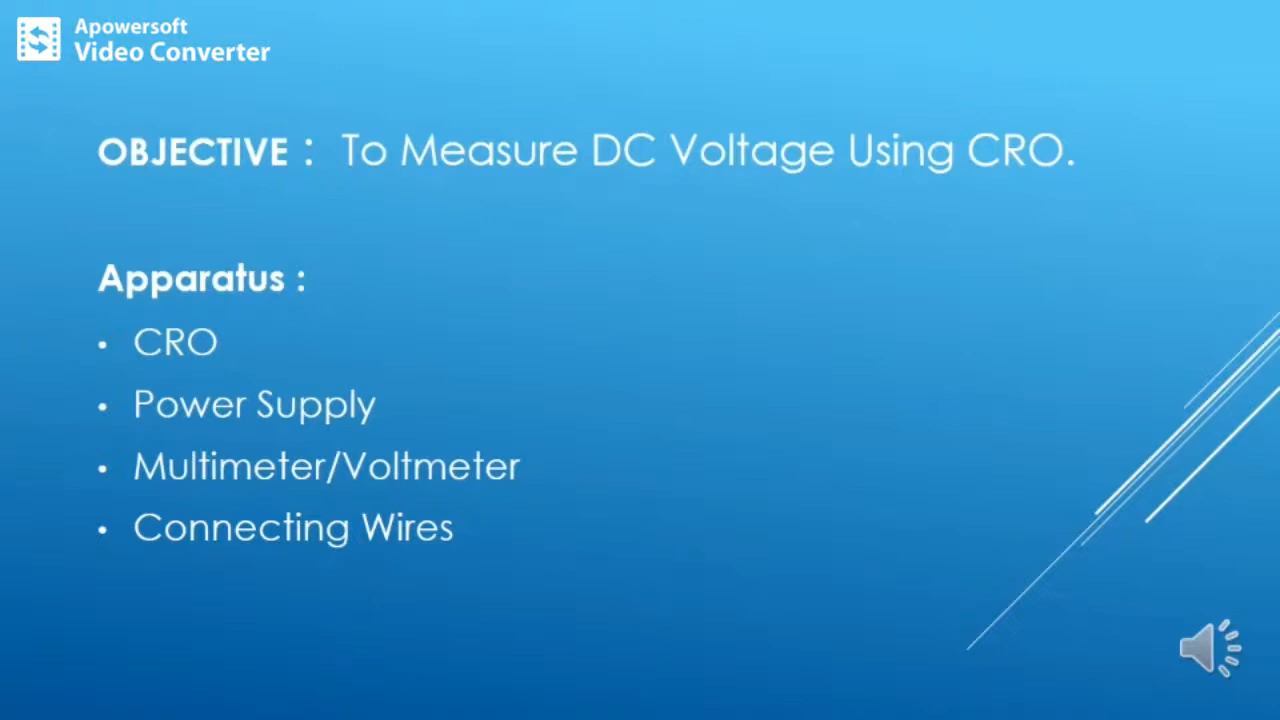 Apowersoft
Video Converter
OBJECTIVE : To Measure DC Voltage Using CRO.
Apparatus :
• CRO
• Power Supply
• Multimeter/Voltmeter
• Connecting Wires